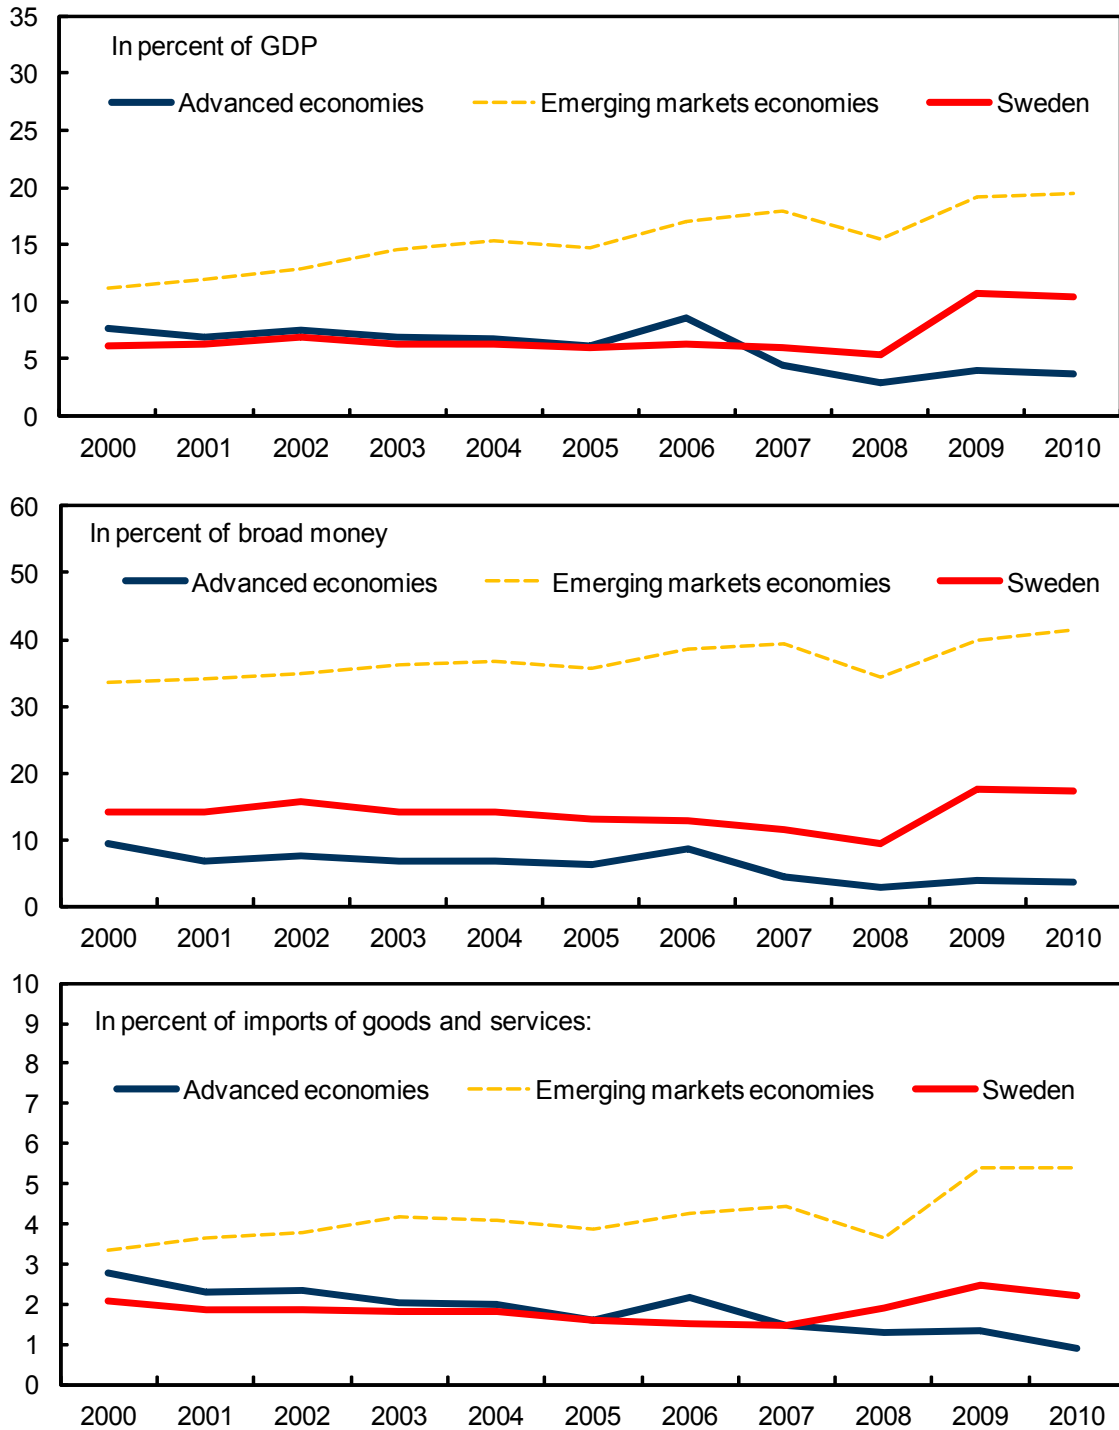 35
In percent of GDP
30
Advanced economies Emerging markets economies Sweden
25
20
15
10
5
0
2000 2001 2002 2003 2004 2005 2006 2007 2008 2009 2010
60
In percent of broad money
50
Advanced economies Emerging markets economies Sweden
40
30
20
10
0
2000 2001 2002 2003 2004 2005 2006 2007 2008 2009 2010
10
9
In percent of imports of goods and services:
8
Advanced economies Emerging markets economies Sweden
7
6
5
4
3
2
1
0
2000 2001 2002 2003 2004 2005 2006 2007 2008 2009 2010